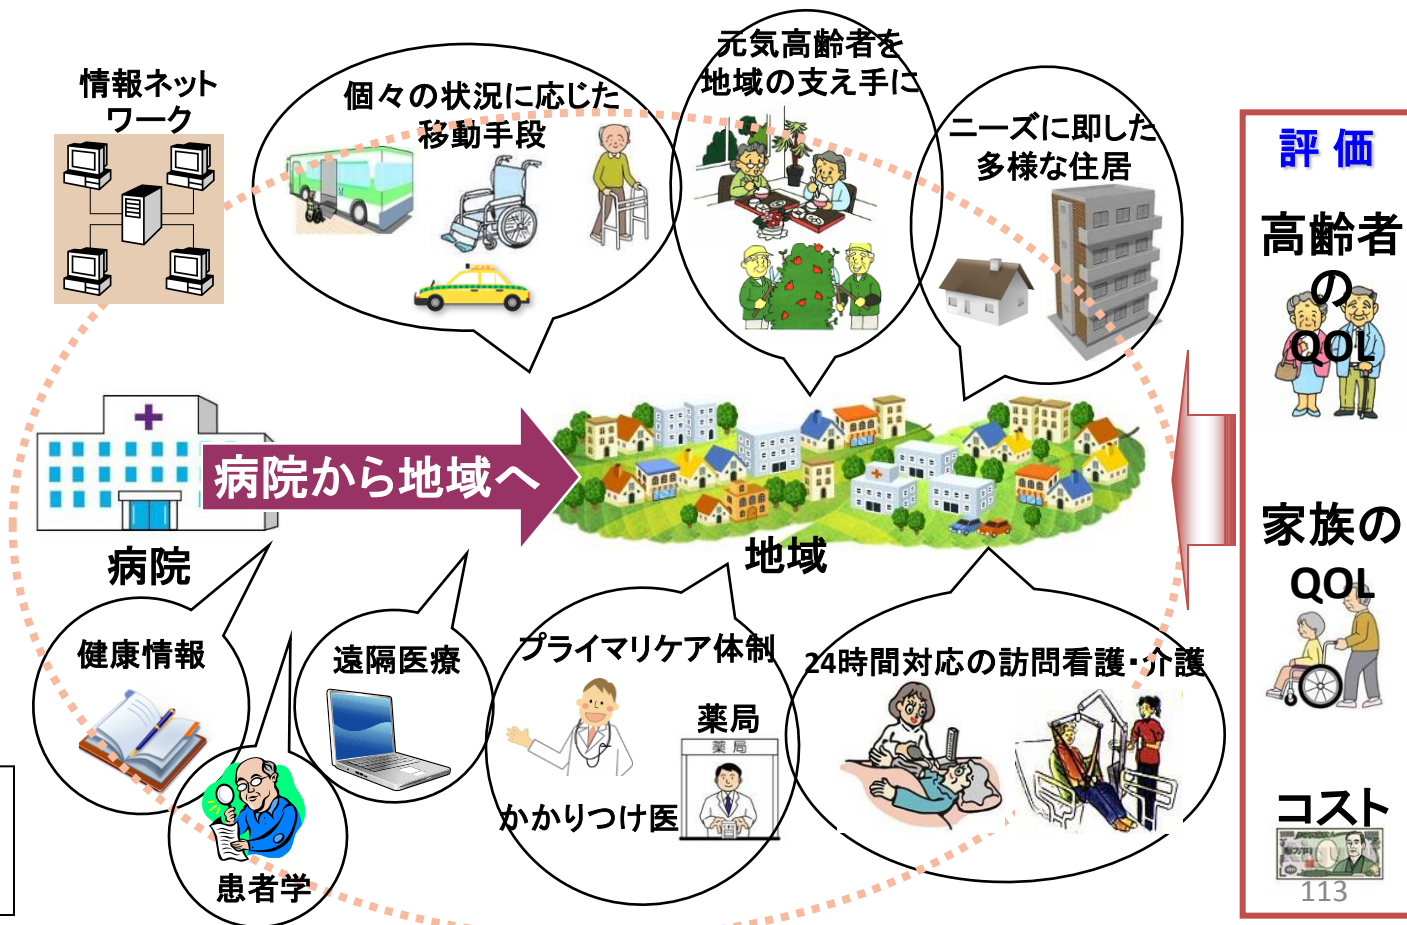 情報ネット
ワーク
個々の状況に応じた
移動手段
元気高齢者を
地域の支え手に
ニーズに即した
多様な住居
病院から地域へ
病院
地域
健康情報
患者学
遠隔医療
プライマリケア体制
かかりつけ医
薬局
薬局
24時間対応の訪問看護・介護
評 価
高齢者
の
QOL
家族の
QOL
コスト
113